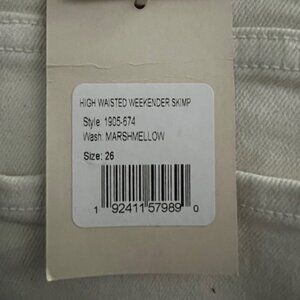 HIGH WAISTED WEEKENDER SKIMP
Style: 1905-674
Wash: MARSHMELLOW
Size: 26
1 92411 57989 0